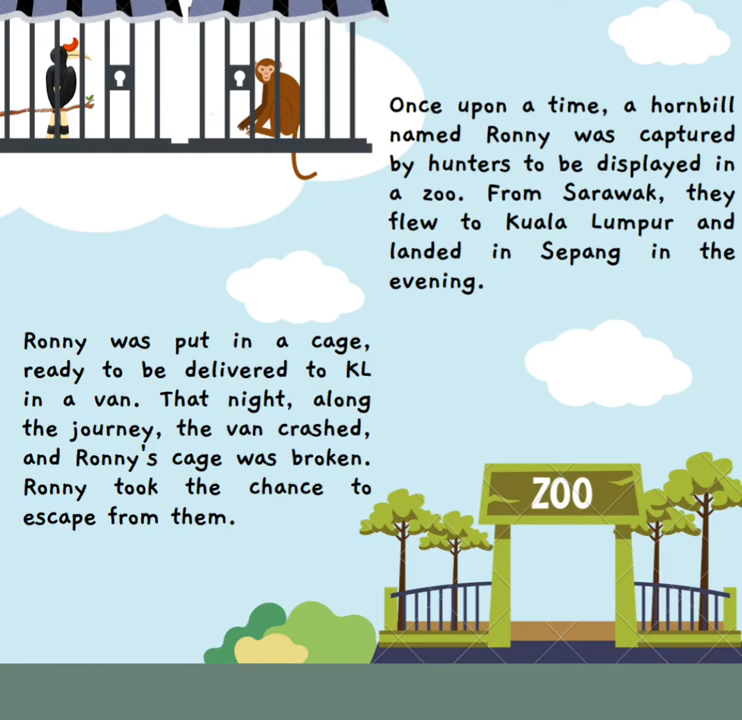 Once upon a time, a hornbill
named Ronny was captured
by hunters to be displayed in
a zoo. From Sarawak, they
flew to Kuala Lumpur and
landed in Sepang in the
evening.
Ronny was put in a cage,
ready to be delivered to KL
in a van. That night, along
the journey, the van crashed,
and Ronny's cage was broken.
Ronny took the chance to
escape from them.
ZOO